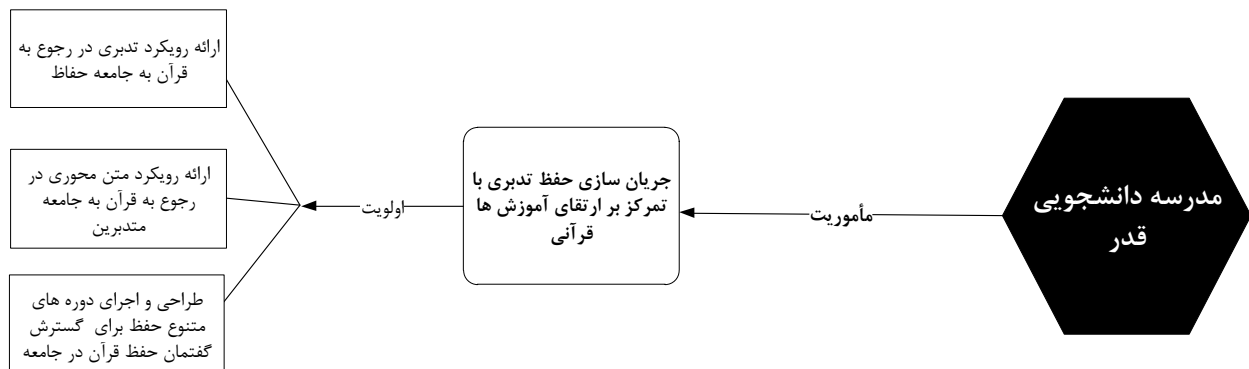 مدرسه دانشجویی
قدر
مأموریت
جریان سازی حفظ تدبری با
تمرکز بر ارتقای آموزش ها
قرآنی
اولویت
ارائه رویکرد تدبری در رجوع به
قرآن به جامعه حفاظ
ارائه رویکرد متن محوری در
رجوع به قرآن به جامعه
متدبرین
طراحی و اجرای دوره های
متنوع حفظ برای گسترش
گفتمان حفظ قرآن در جامعه